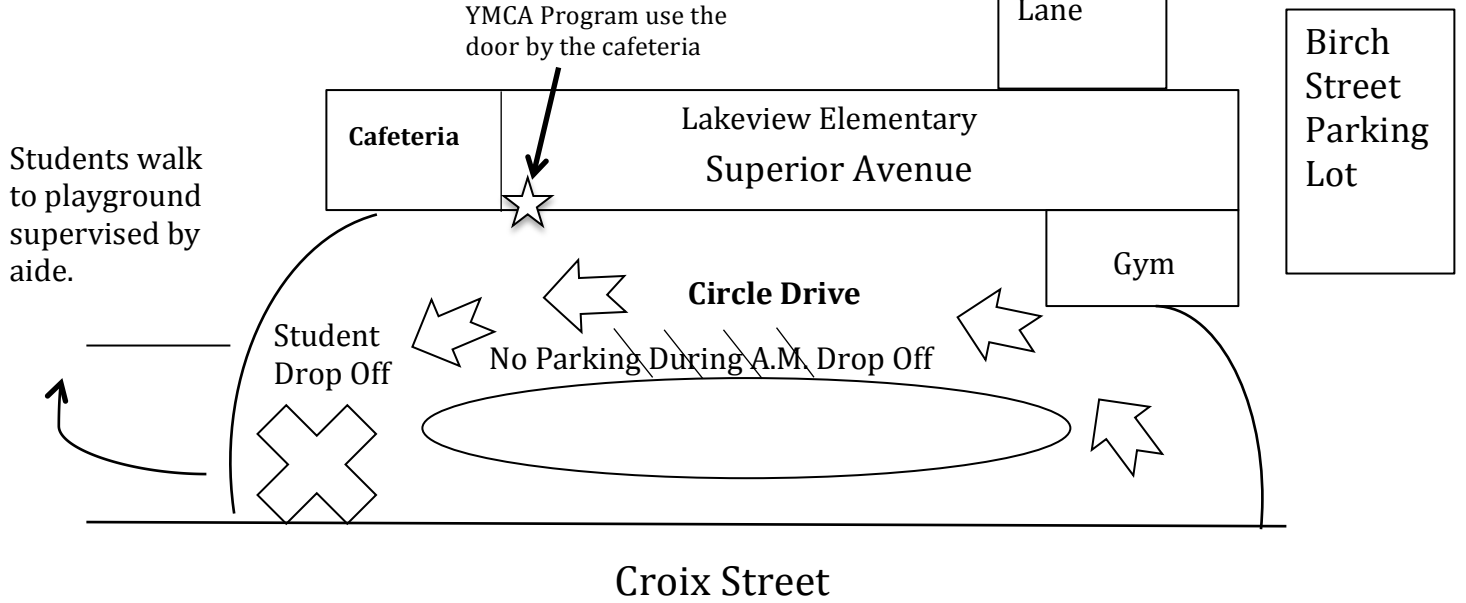 YMCA Program use the
door by the cafeteria
Lane
Birch
Street
Parking
Lot
Cafeteria
Lakeview Elementary
Superior Avenue
Students walk
to playground
supervised by
aide.
Gym
Circle Drive
Student
Drop Off
No Parking During A.M. Drop Off
Croix Street